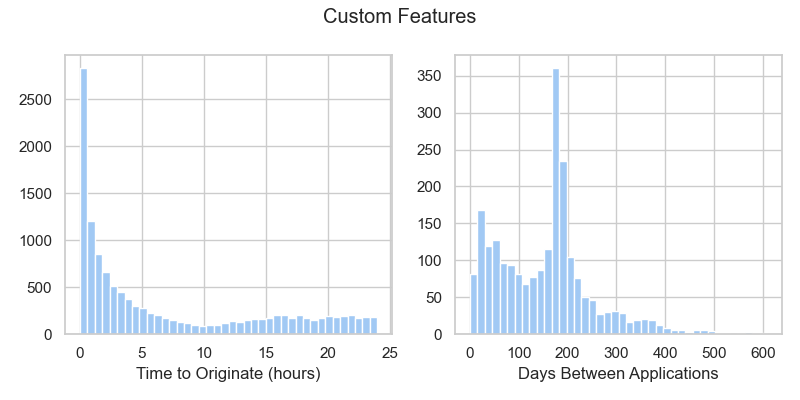 Custom Features
2500
2000
1500
1000
500
0
0 5 10 15 20 25
Time to Originate (hours)
350
300
250
200
150
100
50
0
0 100 200 300 400 500 600
Days Between Applications